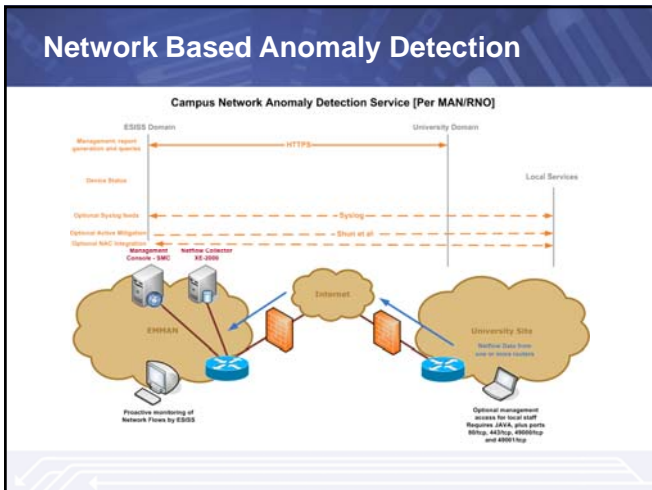 Network Based Anomaly Detection
Campus Network Anomaly Detection Service [Per MAN/RNO]
ESISS Domain
University Domain
Management report
generation and queries
HTTPS
Device Status
Local Services
Optional Syslog feeds
Syslog
Optional Active Mitigation
Shun et al
Optional NAC Integration
Management
Console - SMC
Netflow Collector
XE-2000
Internet
EMMAN
University Site
Netflow Data from
one or more routers
Proactive monitoring of
Network Flows by ESISS
Optional management
access for local staff
Requires JAVA, plus ports
80/tcp, 443/tcp, 49000/tcp
and 49001/tcp